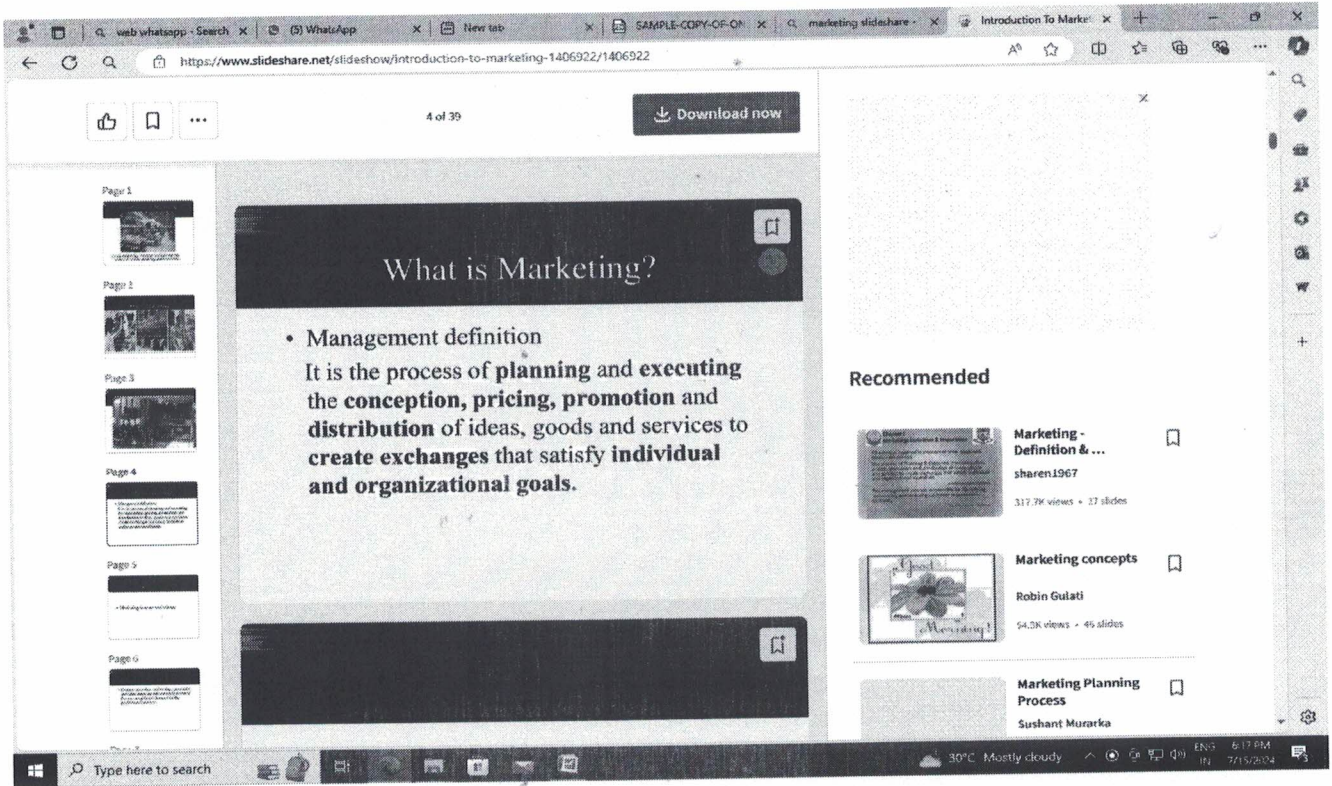 web whatsapp - Search
(5) WhatsApp
New tab
SAMPLE-COPY-OF-ON
marketing slideshare -
Introduction To Market
https://www.slideshare.net/slideshow/introduction-to-marketing-1406922/1406922
4 of 39
Download now
Page 1
Page 2
Page 3
Page 4
Page 5
Page 6
What is Marketing?
• Management definition
It is the process of planning and executing
the conception, pricing, promotion and
distribution of ideas, goods and services to
create exchanges that satisfy individual
and organizational goals.
Recommended
Marketing -
Definition & ...
sharen1967
317.7K views • 37 slides
Marketing concepts
Robin Gulati
54.3K views • 46 slides
Good
Morning!
Marketing Planning
Process
Sushant Murarka
Type here to search
30°C Mostly cloudy
ENG
IN
6:17 PM
7/15/2024